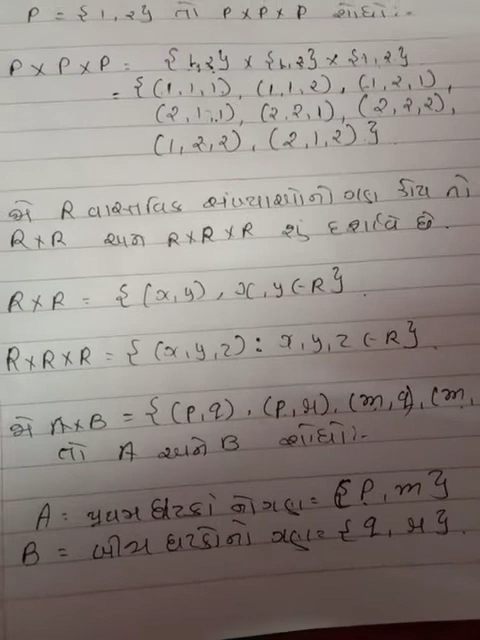 P = {1, 2} તો P × P × P શોધો:-
P × P × P = {1, 2} × {1, 2} × {1, 2}
= {(1, 1, 1), (1, 1, 2), (1, 2, 1),
(2, 1, 1), (2, 2, 1), (2, 2, 2),
(1, 2, 2), (2, 1, 2)}
જો R વાસ્તવિક સંખ્યાઓનો ગણ હોય તો
R × R અને R × R × R શું દર્શાવે છે.
R × R = {(x, y), x, y ∈ R}
R × R × R = {(x, y, z) : x, y, z ∈ R}
જો A × B = {(p, q), (p, r), (m, q), (m,
તો A અને B શોધો:-
A = પ્રથમ ઘટકો નો ગણ = {p, m}
B = બીજા ઘટકોનો ગણ = {q, r}